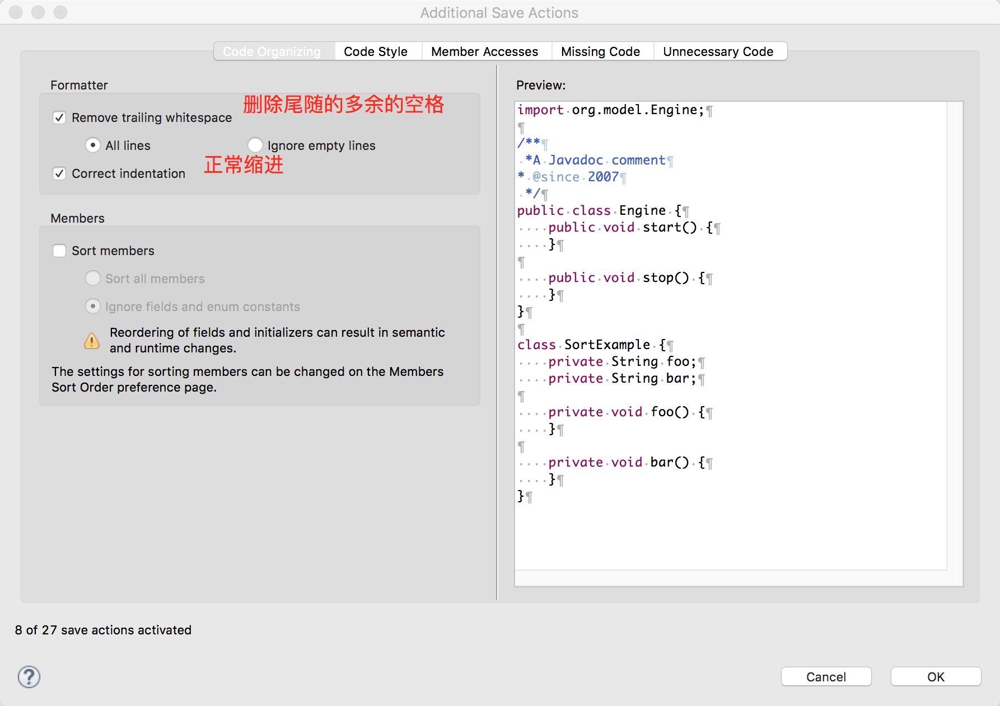 Additional Save Actions
Code Organizing
Code Style
Member Accesses
Missing Code
Unnecessary Code
Formatter
删除尾随的多余的空格
Remove trailing whitespace
All lines
Ignore empty lines
正常缩进
Correct indentation
Members
Sort members
Sort all members
Ignore fields and enum constants
Reordering of fields and initializers can result in semantic
and runtime changes.
The settings for sorting members can be changed on the Members
Sort Order preference page.
Preview:
import·org.model.Engine;¶
¶
/**¶
·*A·Javadoc·comment¶
*·@since·2007¶
·*/¶
public·class·Engine·{¶
····public·void·start()·{¶
····}¶
¶
····public·void·stop()·{¶
····}¶
}¶
¶
class·SortExample·{¶
····private·String·foo;¶
····private·String·bar;¶
¶
····private·void·foo()·{¶
····}¶
¶
····private·void·bar()·{¶
····}¶
}¶
8 of 27 save actions activated
?
Cancel
OK